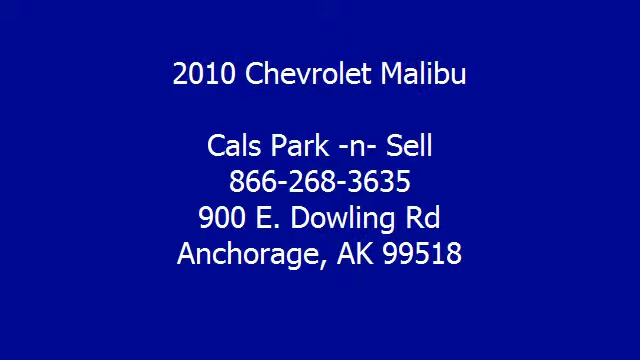 2010 Chevrolet Malibu
Cals Park -n- Sell
866-268-3635
900 E. Dowling Rd
Anchorage, AK 99518